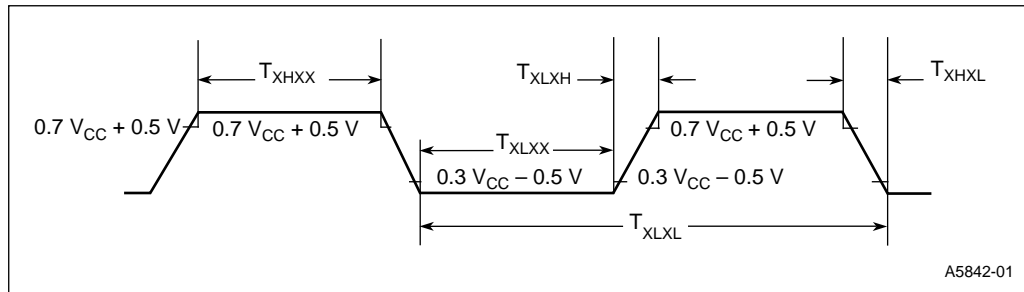 T_XHXX
T_XLXH
T_XHXL
0.7 V_CC + 0.5 V
0.7 V_CC + 0.5 V
0.7 V_CC + 0.5 V
T_XLXX
0.3 V_CC – 0.5 V
0.3 V_CC – 0.5 V
T_XLXL
A5842-01